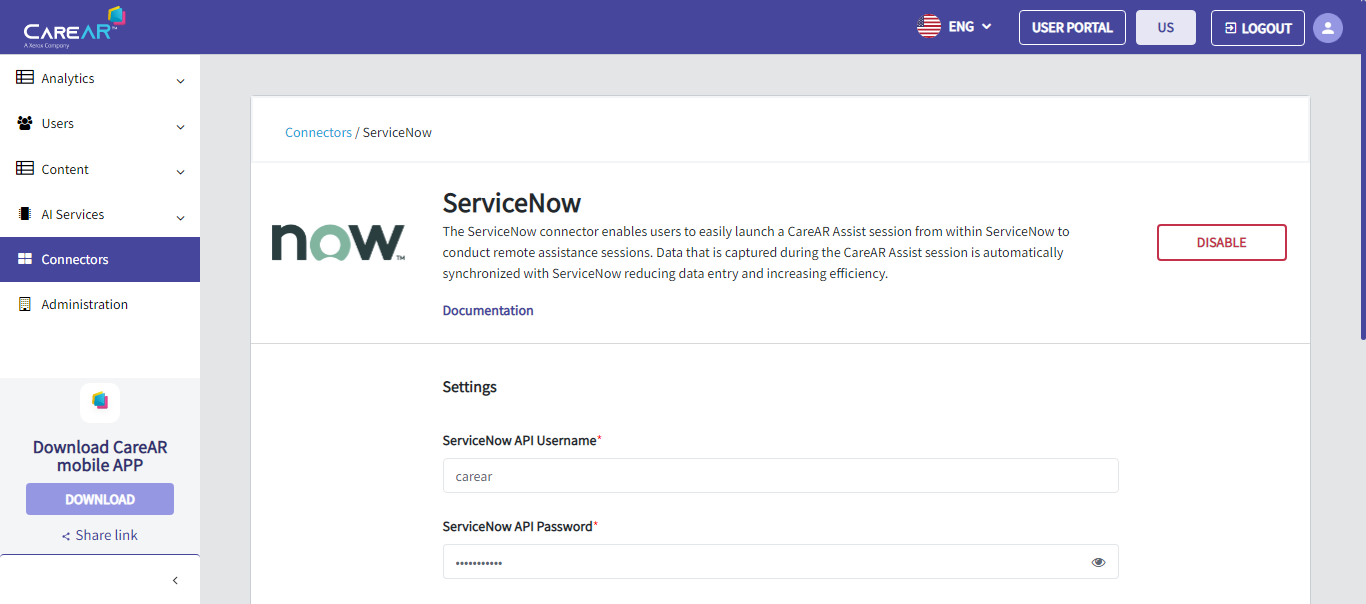 CAREAR™
A Xerox Company
ENG
USER PORTAL
US
LOGOUT
Analytics
Users
Content
AI Services
Connectors
Administration
Download CareAR
mobile APP
DOWNLOAD
Share link
Connectors / ServiceNow
now™
ServiceNow
The ServiceNow connector enables users to easily launch a CareAR Assist session from within ServiceNow to
conduct remote assistance sessions. Data that is captured during the CareAR Assist session is automatically
synchronized with ServiceNow reducing data entry and increasing efficiency.
Documentation
DISABLE
Settings
ServiceNow API Username*
carear
ServiceNow API Password*
•••••••••••